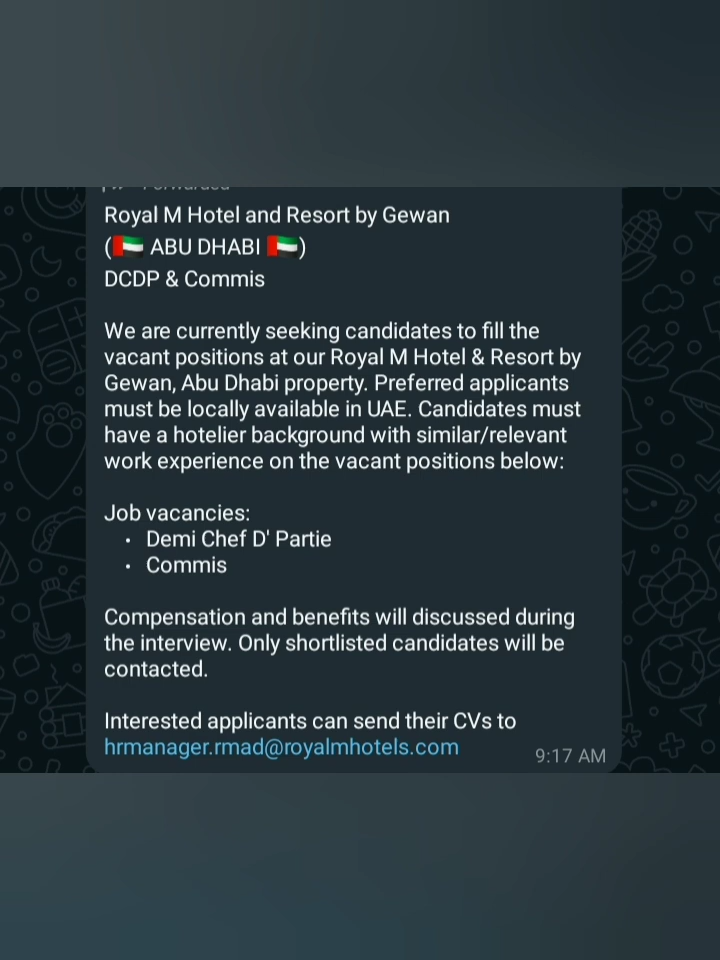 Forwarded
Royal M Hotel and Resort by Gewan
(🇦🇪 ABU DHABI 🇦🇪)
DCDP & Commis
We are currently seeking candidates to fill the
vacant positions at our Royal M Hotel & Resort by
Gewan, Abu Dhabi property. Preferred applicants
must be locally available in UAE. Candidates must
have a hotelier background with similar/relevant
work experience on the vacant positions below:
Job vacancies:
• Demi Chef D' Partie
• Commis
Compensation and benefits will discussed during
the interview. Only shortlisted candidates will be
contacted.
Interested applicants can send their CVs to
hrmanager.rmad@royalmhotels.com
9:17 AM